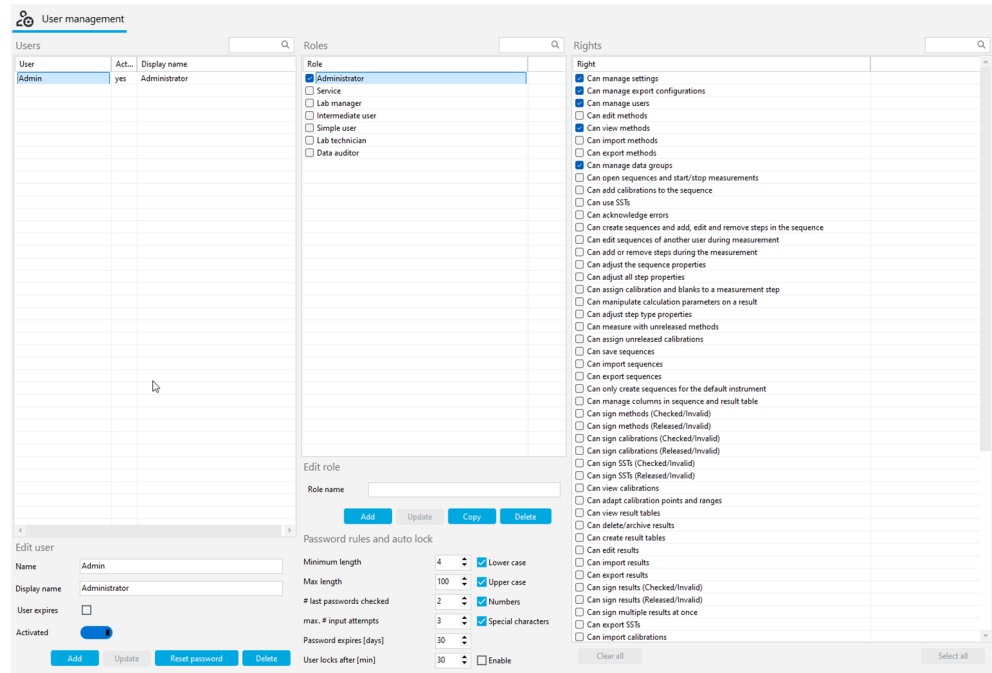 User management
Users
User Act... Display name
Admin yes Administrator
Edit user
Name Admin
Display name Administrator
User expires
Activated
Add Update Reset password Delete
Roles
Role
Administrator
Service
Lab manager
Intermediate user
Simple user
Lab technician
Data auditor
Edit role
Role name
Add Update Copy Delete
Password rules and auto lock
Minimum length 4 Lower case
Max length 100 Upper case
# last passwords checked 2 Numbers
max. # input attempts 3 Special characters
Password expires [days] 30
User locks after [min] 30 Enable
Rights
Right
Can manage settings
Can manage export configurations
Can manage users
Can edit methods
Can view methods
Can import methods
Can export methods
Can manage data groups
Can open sequences and start/stop measurements
Can add calibrations to the sequence
Can use SSTs
Can acknowledge errors
Can create sequences and add, edit and remove steps in the sequence
Can edit sequences of another user during measurement
Can add or remove steps during the measurement
Can adjust the sequence properties
Can adjust all step properties
Can assign calibration and blanks to a measurement step
Can manipulate calculation parameters on a result
Can adjust step type properties
Can measure with unreleased methods
Can assign unreleased calibrations
Can save sequences
Can import sequences
Can export sequences
Can only create sequences for the default instrument
Can manage columns in sequence and result table
Can sign methods (Checked/Invalid)
Can sign methods (Released/Invalid)
Can sign calibrations (Checked/Invalid)
Can sign calibrations (Released/Invalid)
Can sign SSTs (Checked/Invalid)
Can sign SSTs (Released/Invalid)
Can view calibrations
Can adapt calibration points and ranges
Can view result tables
Can delete/archive results
Can create result tables
Can edit results
Can import results
Can export results
Can sign results (Checked/Invalid)
Can sign results (Released/Invalid)
Can sign multiple results at once
Can export SSTs
Can import calibrations
Clear all Select all